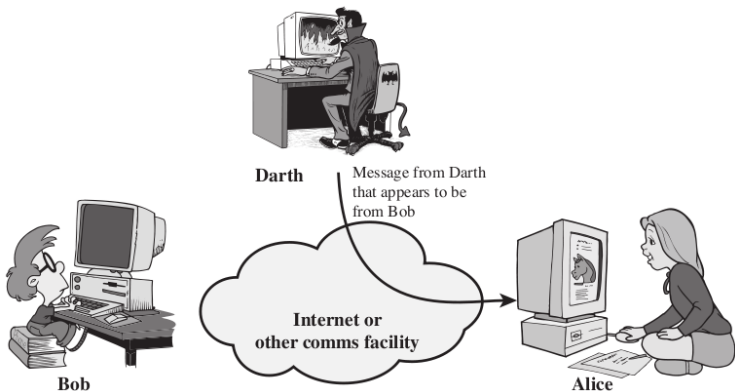 Darth
Message from Darth
that appears to be
from Bob
Internet or
other comms facility
Bob
Alice